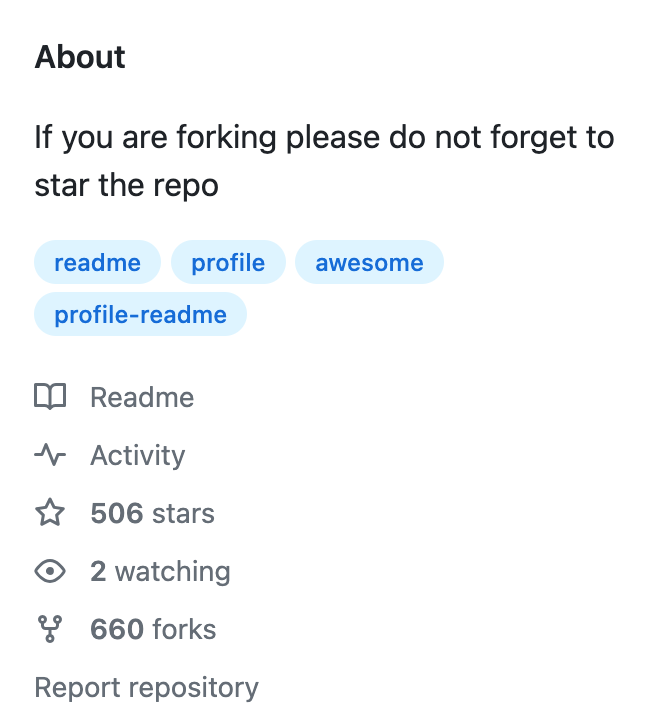 About
If you are forking please do not forget to
star the repo
readme profile awesome
profile-readme
Readme
Activity
506 stars
2 watching
660 forks
Report repository